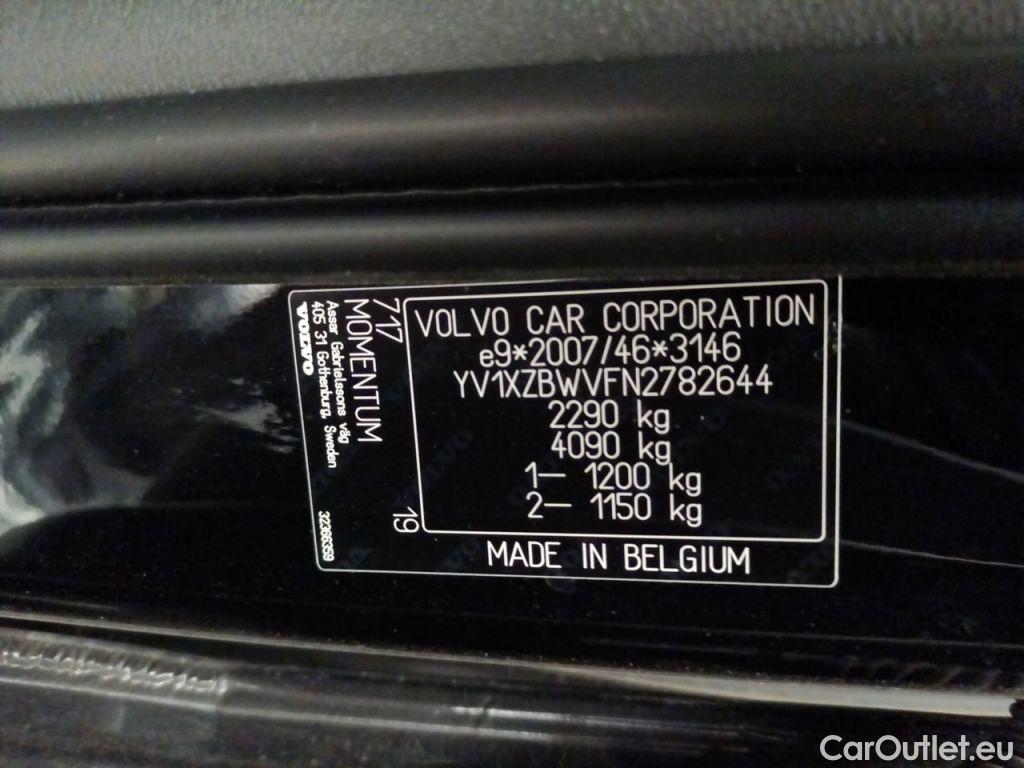 VOLVO CAR CORPORATION
e9*2007/46*3146
YV1XZBWVFN2782644
2290 kg
4090 kg
1– 1200 kg
2– 1150 kg
MADE IN BELGIUM
717
19
MOMENTUM
Assar Gabrielssons väg
405 31 Gothenburg, Sweden
VOLVO
32366359
CarOutlet.eu